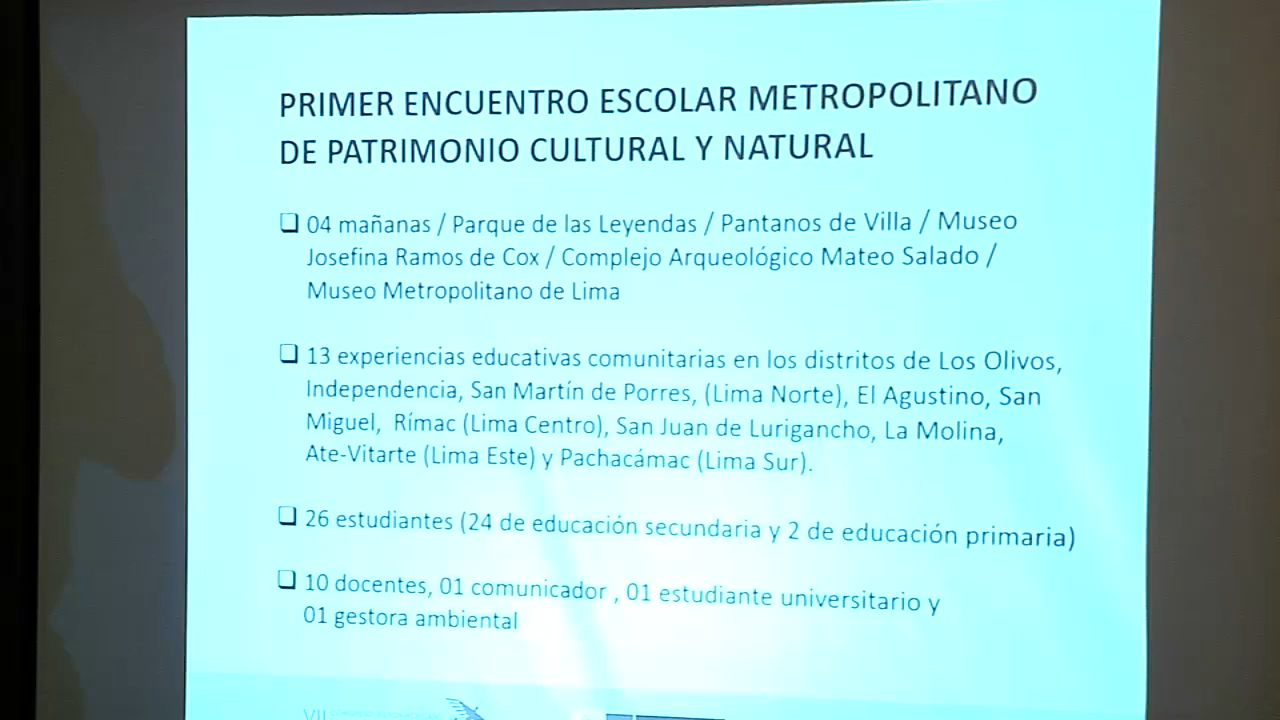 PRIMER ENCUENTRO ESCOLAR METROPOLITANO
DE PATRIMONIO CULTURAL Y NATURAL
❑ 04 mañanas / Parque de las Leyendas / Pantanos de Villa / Museo
Josefina Ramos de Cox / Complejo Arqueológico Mateo Salado /
Museo Metropolitano de Lima
❑ 13 experiencias educativas comunitarias en los distritos de Los Olivos,
Independencia, San Martín de Porres, (Lima Norte), El Agustino, San
Miguel, Rímac (Lima Centro), San Juan de Lurigancho, La Molina,
Ate-Vitarte (Lima Este) y Pachacámac (Lima Sur).
❑ 26 estudiantes (24 de educación secundaria y 2 de educación primaria)
❑ 10 docentes, 01 comunicador , 01 estudiante universitario y
01 gestora ambiental
VII